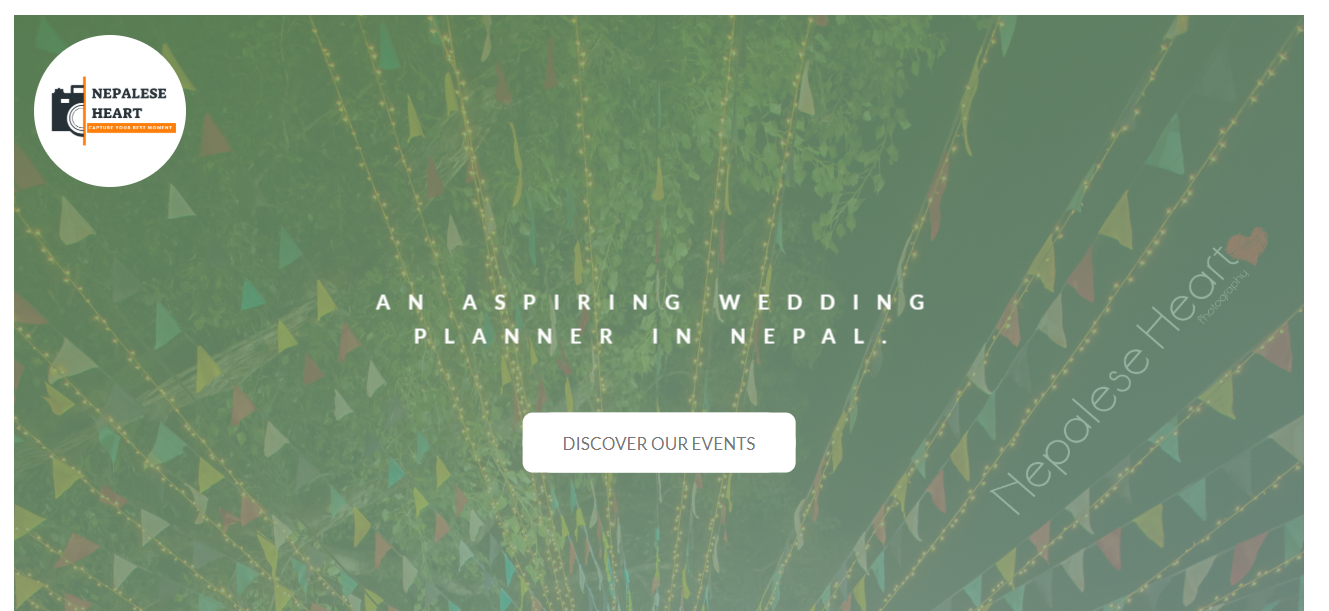 NEPALESE
HEART
CAPTURE YOUR BEST MOMENT
AN ASPIRING WEDDING
PLANNER IN NEPAL.
DISCOVER OUR EVENTS
Nepalese Heart
Photography